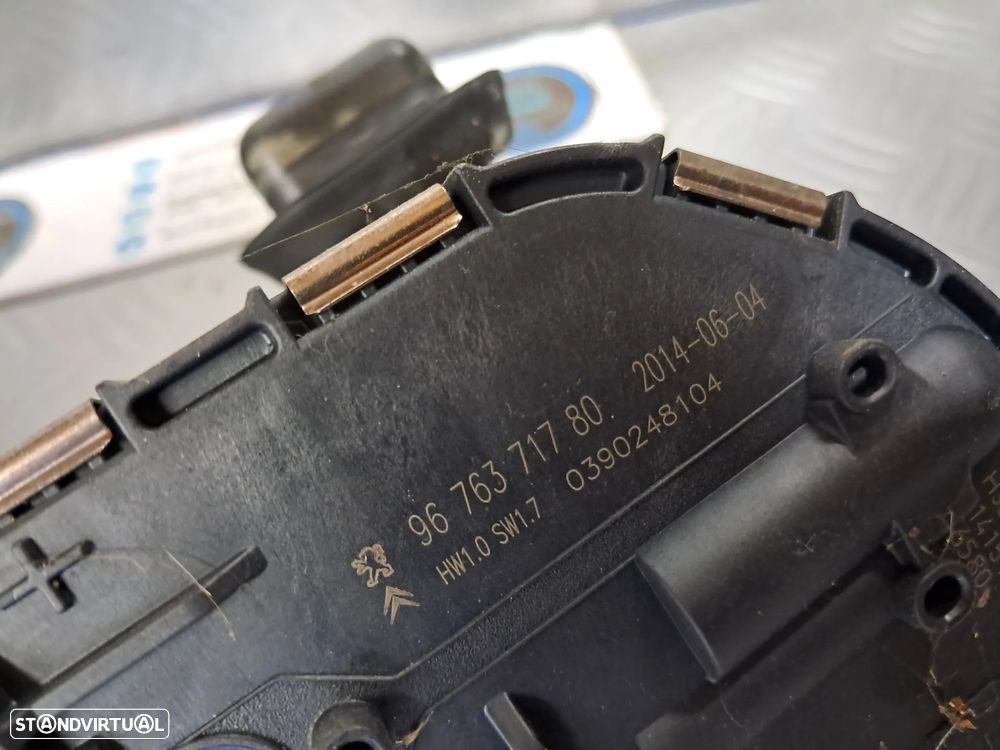 96 763 717 80 2014-06-04
HW1.0 SW1.7 0390248104
STANDVIRTUAL